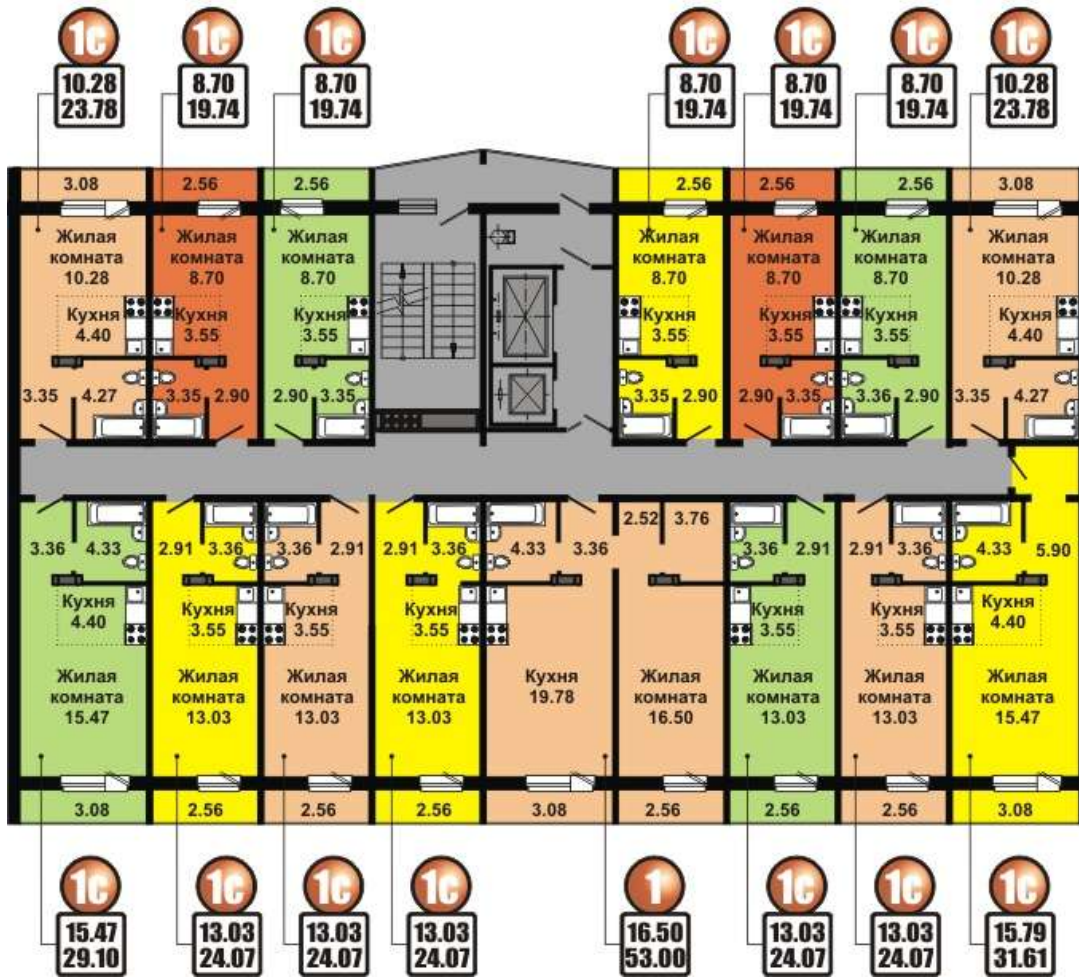 1с 1с 1с 1с 1с 1с 1с
10.28 8.70 8.70 8.70 8.70 8.70 10.28
23.78 19.74 19.74 19.74 19.74 19.74 23.78
3.08 2.56 2.56 2.56 2.56 2.56 3.08
Жилая Жилая Жилая Жилая Жилая Жилая Жилая
комната комната комната комната комната комната комната
10.28 8.70 8.70 8.70 8.70 8.70 10.28
Кухня Кухня Кухня Кухня Кухня Кухня Кухня
4.40 3.55 3.55 3.55 3.55 3.55 4.40
3.35 4.27 3.35 2.90 2.90 3.35 3.35 2.90 2.90 3.35 3.36 2.90 3.35 4.27
2.52 3.76
3.36 4.33 2.91 3.36 3.36 2.91 2.91 3.36 4.33 3.36 3.36 2.91 2.91 3.36 4.33 5.90
Кухня Кухня Кухня Кухня Кухня Кухня Кухня
4.40 3.55 3.55 3.55 3.55 3.55 4.40
Жилая Жилая Жилая Жилая Кухня Жилая Жилая Жилая Жилая
комната комната комната комната 19.78 комната комната комната комната
15.47 13.03 13.03 13.03 16.50 13.03 13.03 15.47
3.08 2.56 2.56 2.56 3.08 2.56 2.56 2.56 3.08
1с 1с 1с 1с 1 1с 1с 1с
15.47 13.03 13.03 13.03 16.50 13.03 13.03 15.79
29.10 24.07 24.07 24.07 53.00 24.07 24.07 31.61